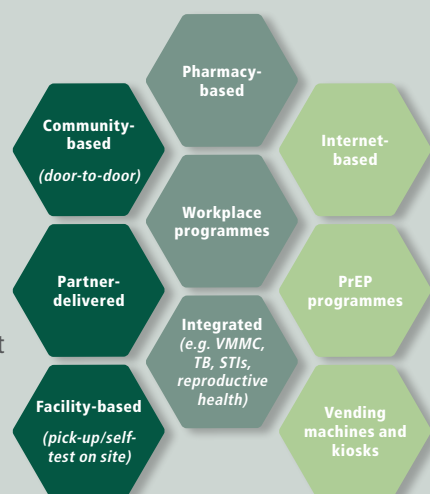 Community-
based
(door-to-door)
Partner-
delivered
t
Facility-based
(pick-up/self-
test on site)
Pharmacy-
based
Workplace
programmes
Integrated
(e.g. VMMC,
TB, STIs,
reproductive
health)
Internet-
based
PrEP
programmes
Vending
machines and
kiosks